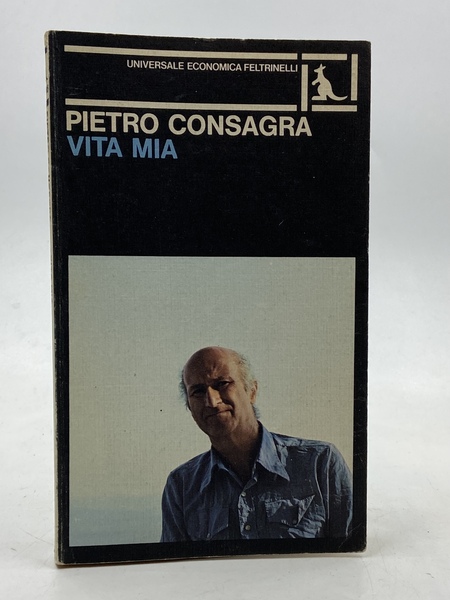 UNIVERSALE ECONOMICA FELTRINELLI
PIETRO CONSAGRA
VITA MIA